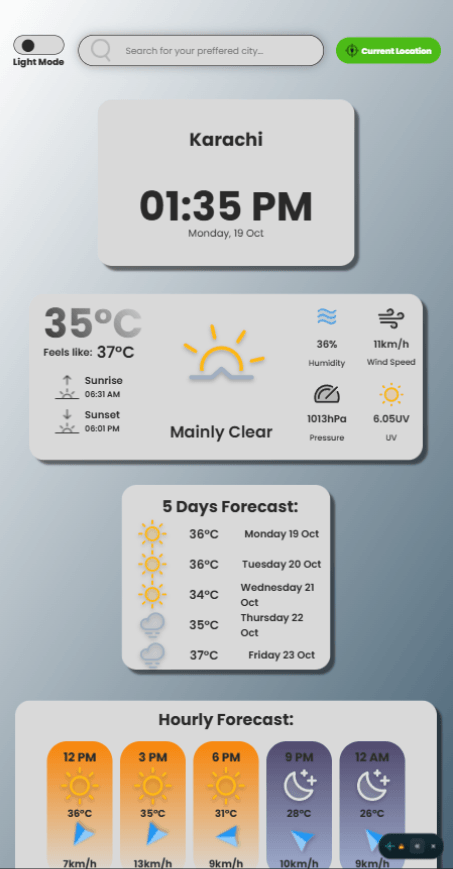 Light Mode
Search for your preffered city...
Current Location
Karachi
01:35 PM
Monday, 19 Oct
35°C
Feels like: 37°C
Sunrise
06:31 AM
Sunset
06:01 PM
Mainly Clear
36%
Humidity
11km/h
Wind Speed
1013hPa
Pressure
6.05UV
UV
5 Days Forecast:
36°C Monday 19 Oct
36°C Tuesday 20 Oct
34°C Wednesday 21
Oct
35°C Thursday 22
Oct
37°C Friday 23 Oct
Hourly Forecast:
12 PM 3 PM 6 PM 9 PM 12 AM
36°C 35°C 31°C 28°C 26°C
7km/h 13km/h 9km/h 10km/h 9km/h